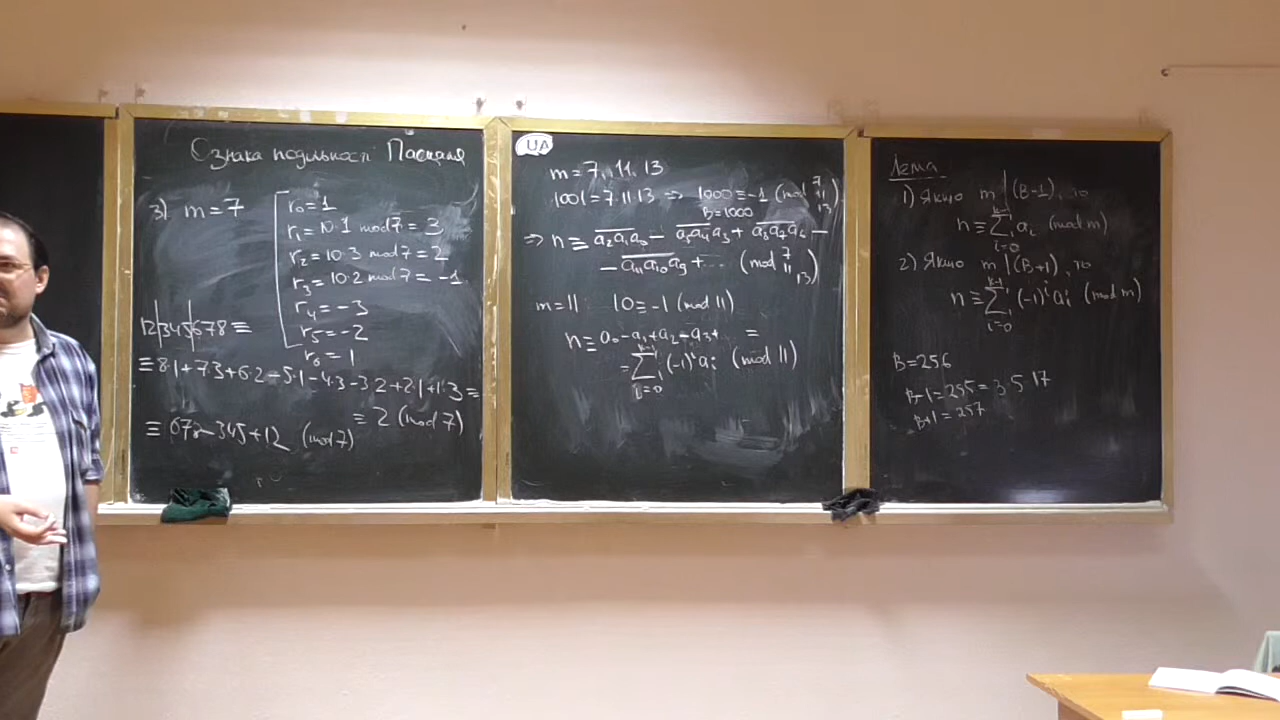 Ознака подільності Паскаля
3) m=7
r₀=1
r₁=10·1 mod 7 = 3
r₂=10·3 mod 7 = 2
r₃=10·2 mod 7 = -1
r₄=-3
r₅=-2
r₆=1
12|345|678≡
≡8·1+7·3+6·2-5·1-4·3-3·2+2·1+1·3≡
≡ 2 (mod 7)
≡ 678-345+12 (mod 7)
UA
m=7, 11, 13
1001=7·11·13 ⇒ 1000≡-1 (mod 7 11 13)
B=1000
⇒ n≡ a₂a₁a₀ - a₅a₄a₃ + a₈a₇a₆ -
- a₁₁a₁₀a₉ + ... (mod 7 11 13)
m=11 10≡-1 (mod 11)
n≡ a₀-a₁+a₂-a₃+... =
= ∑_{i=0}^{k-1} (-1)ⁱ aᵢ (mod 11)
Лема
1) Якщо m | (B-1), то
n≡∑_{i=0}^{k-1} aᵢ (mod m)
2) Якщо m | (B+1), то
n≡∑_{i=0}^{k-1} (-1)ⁱ aᵢ (mod m)
B=256
B-1=255=3·5·17
B+1=257